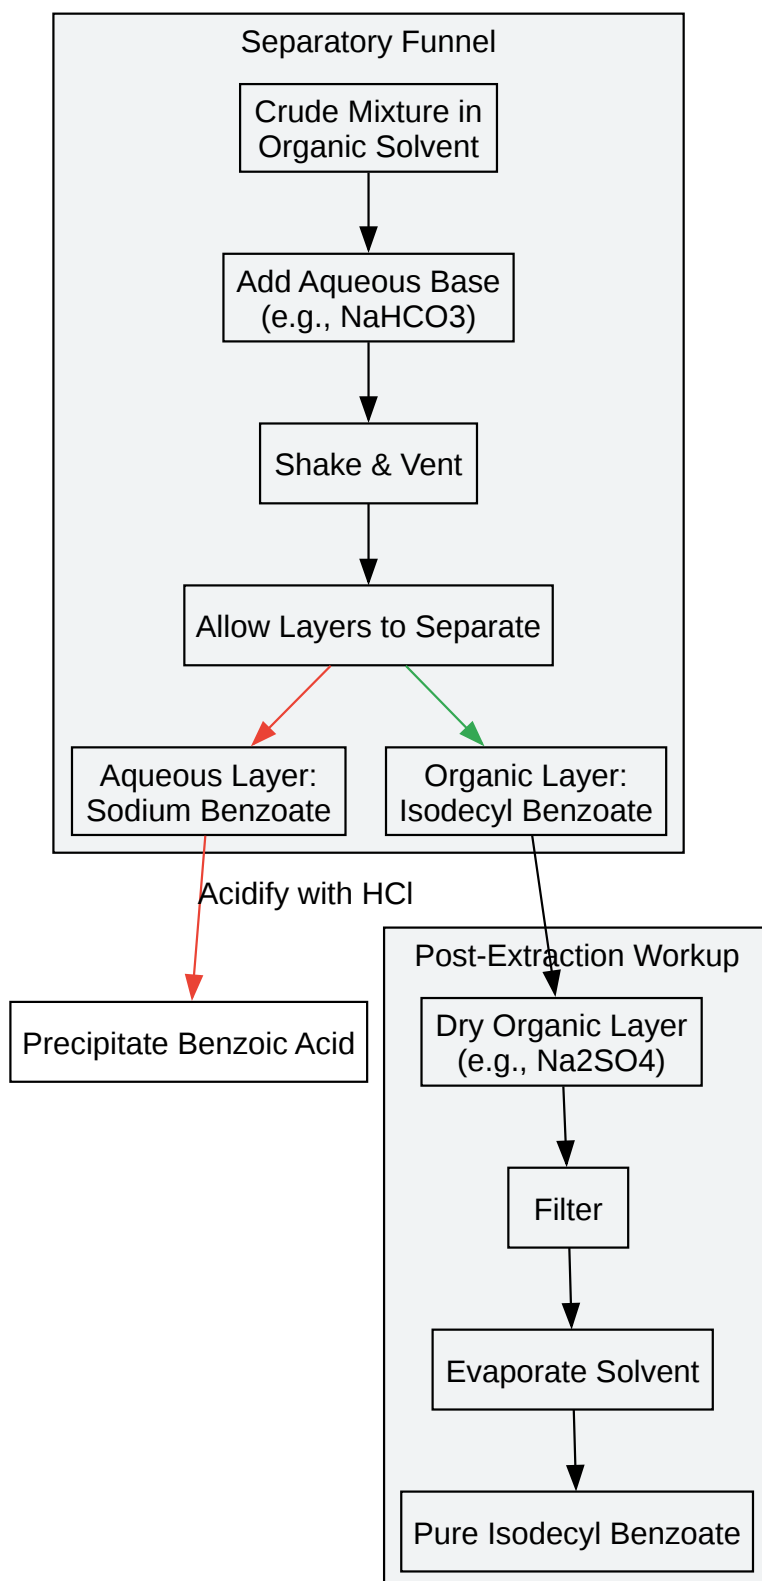 Separatory Funnel
Crude Mixture in
Organic Solvent
Add Aqueous Base
(e.g., NaHCO3)
Shake & Vent
Allow Layers to Separate
Aqueous Layer:
Sodium Benzoate
Organic Layer:
Isodecyl Benzoate
Acidify with HCl
Precipitate Benzoic Acid
Post-Extraction Workup
Dry Organic Layer
(e.g., Na2SO4)
Filter
Evaporate Solvent
Pure Isodecyl Benzoate